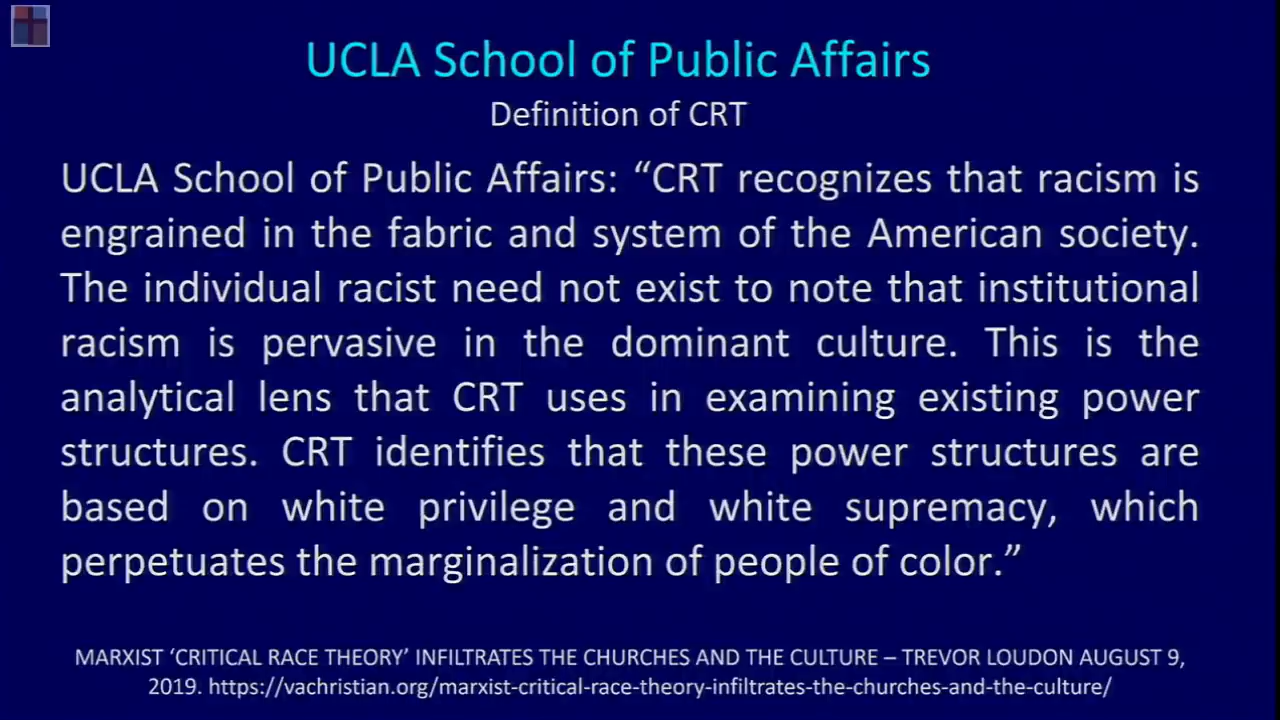 UCLA School of Public Affairs
Definition of CRT
UCLA School of Public Affairs: “CRT recognizes that racism is
engrained in the fabric and system of the American society.
The individual racist need not exist to note that institutional
racism is pervasive in the dominant culture. This is the
analytical lens that CRT uses in examining existing power
structures. CRT identifies that these power structures are
based on white privilege and white supremacy, which
perpetuates the marginalization of people of color.”
MARXIST ‘CRITICAL RACE THEORY’ INFILTRATES THE CHURCHES AND THE CULTURE – TREVOR LOUDON AUGUST 9,
2019. https://vachristian.org/marxist-critical-race-theory-infiltrates-the-churches-and-the-culture/